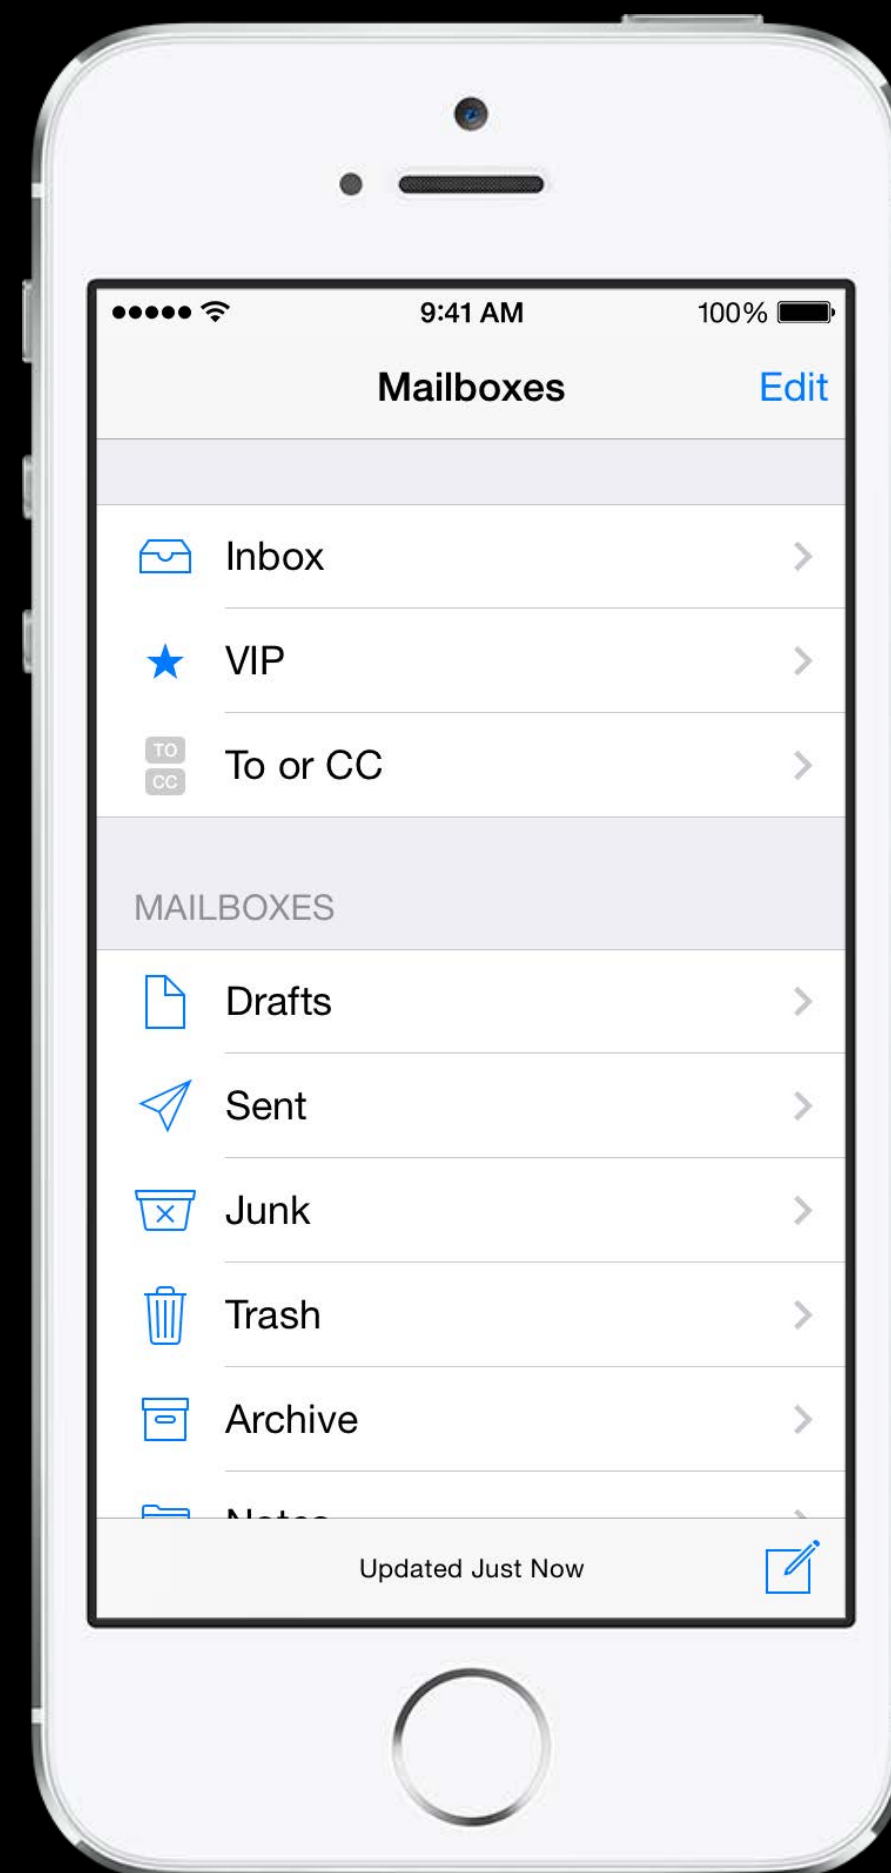 9:41 AM 100%
Mailboxes Edit
Inbox
VIP
TO
CC
To or CC
MAILBOXES
Drafts
Sent
Junk
Trash
Archive
Notes
Updated Just Now